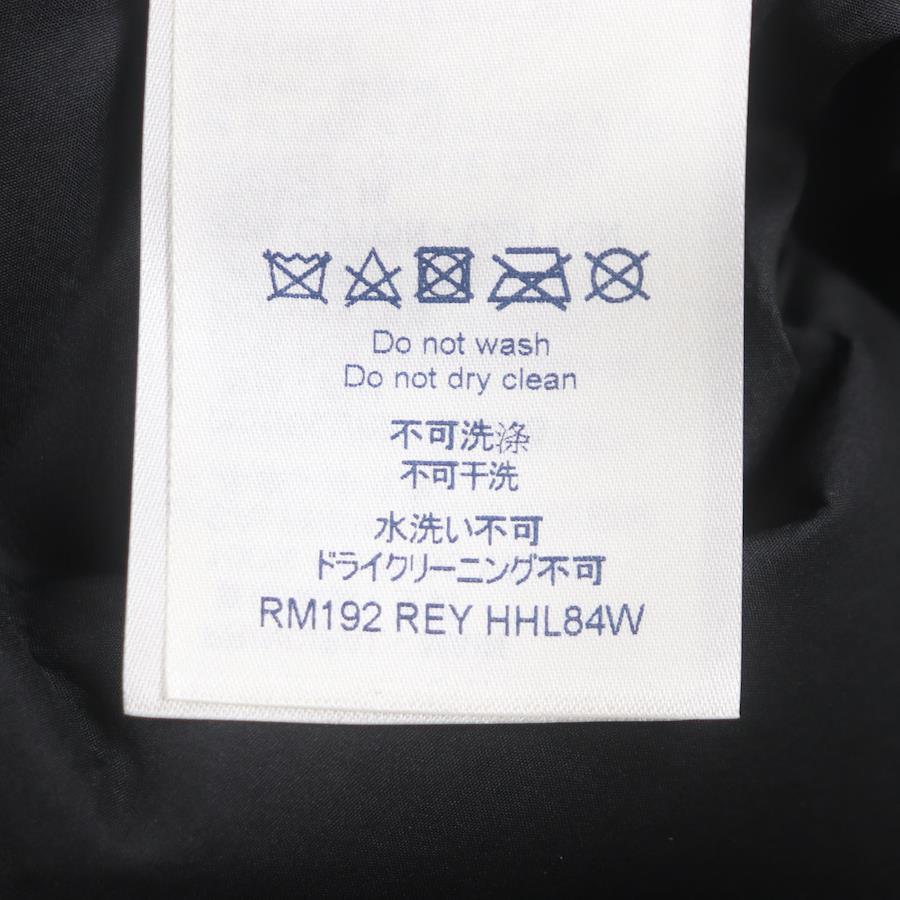 Do not wash
Do not dry clean
不可洗涤
不可干洗
水洗い不可
ドライクリーニング不可
RM192 REY HHL84W